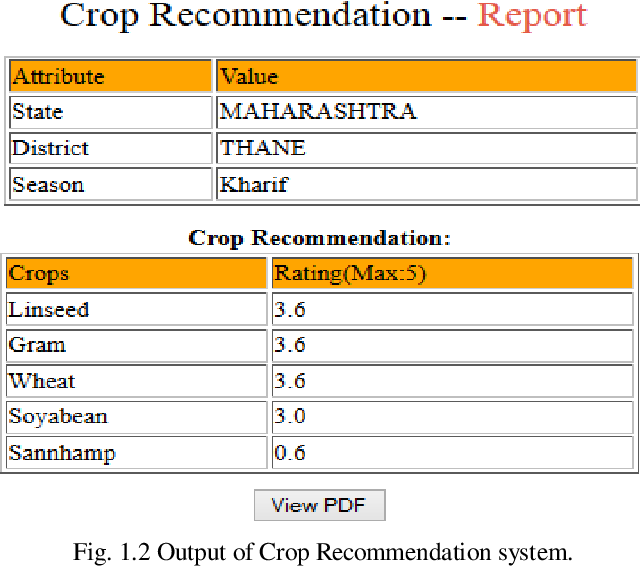 Crop Recommendation -- Report
Attribute Value
State MAHARASHTRA
District THANE
Season Kharif
Crop Recommendation:
Crops Rating(Max:5)
Linseed 3.6
Gram 3.6
Wheat 3.6
Soyabean 3.0
Sannhamp 0.6
View PDF
Fig. 1.2 Output of Crop Recommendation system.